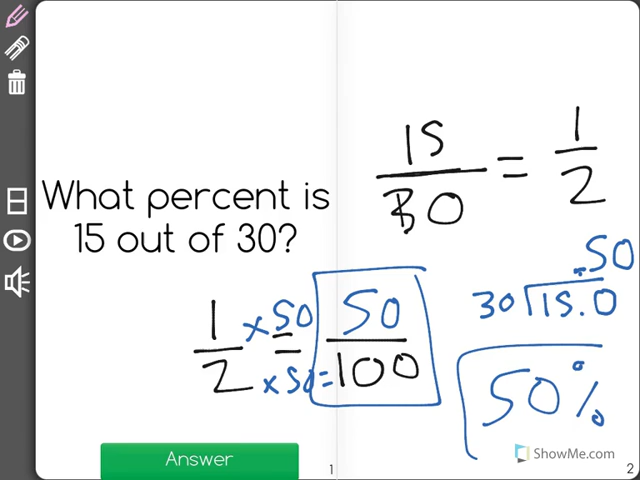 What percent is
15 out of 30?
15/30 = 1/2
1/2 × 50 = 50
× 50 = 100
.50
30 15.0
50%
Answer
1
ShowMe.com
2